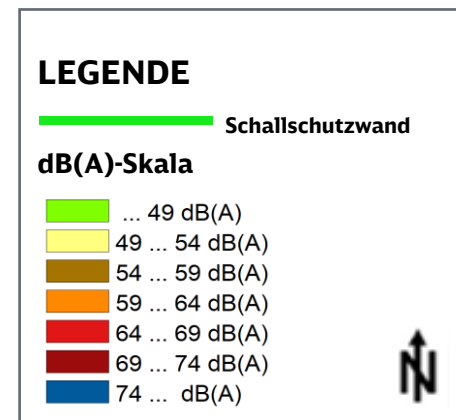 LEGENDE
Schallschutzwand
dB(A)-Skala
... 49 dB(A)
49 ... 54 dB(A)
54 ... 59 dB(A)
59 ... 64 dB(A)
64 ... 69 dB(A)
69 ... 74 dB(A)
74 ... dB(A)
N